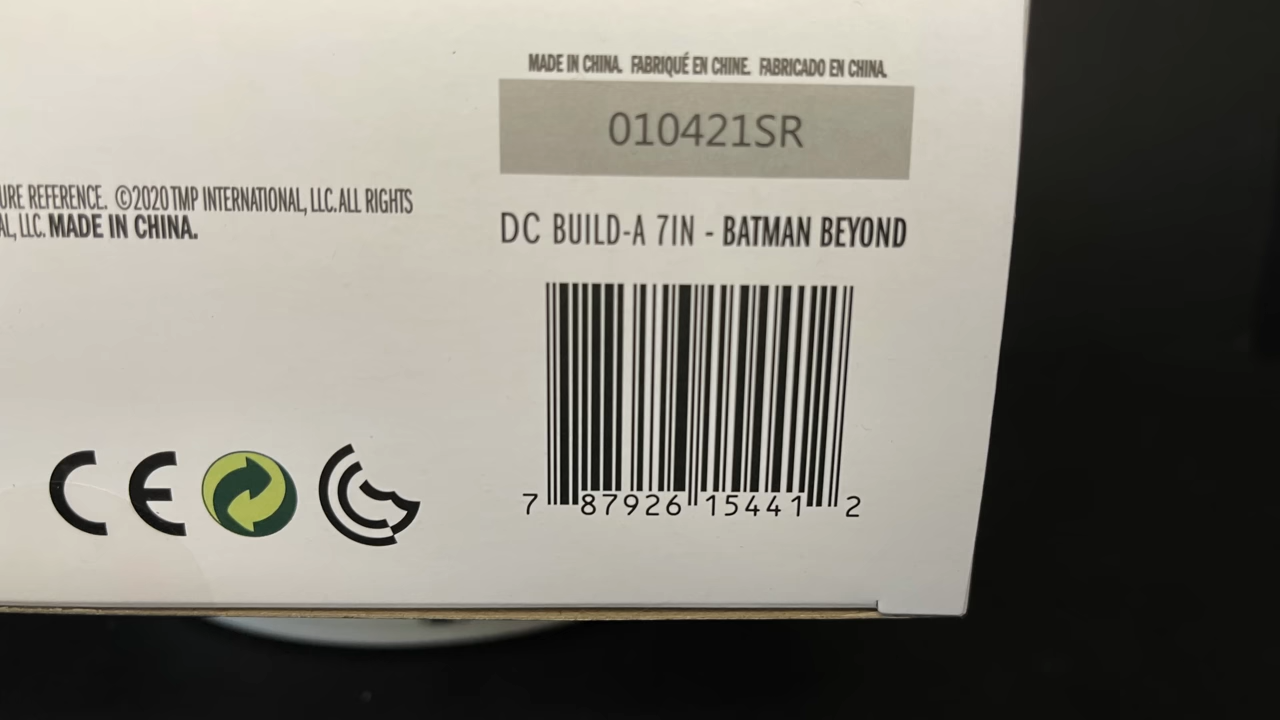 MADE IN CHINA. FABRIQUÉ EN CHINE. FABRICADO EN CHINA.
010421SR
URE REFERENCE. ©2020 TMP INTERNATIONAL, LLC. ALL RIGHTS
AL, LLC. MADE IN CHINA.
DC BUILD-A 7IN - BATMAN BEYOND
7 87926 15441 2
CE